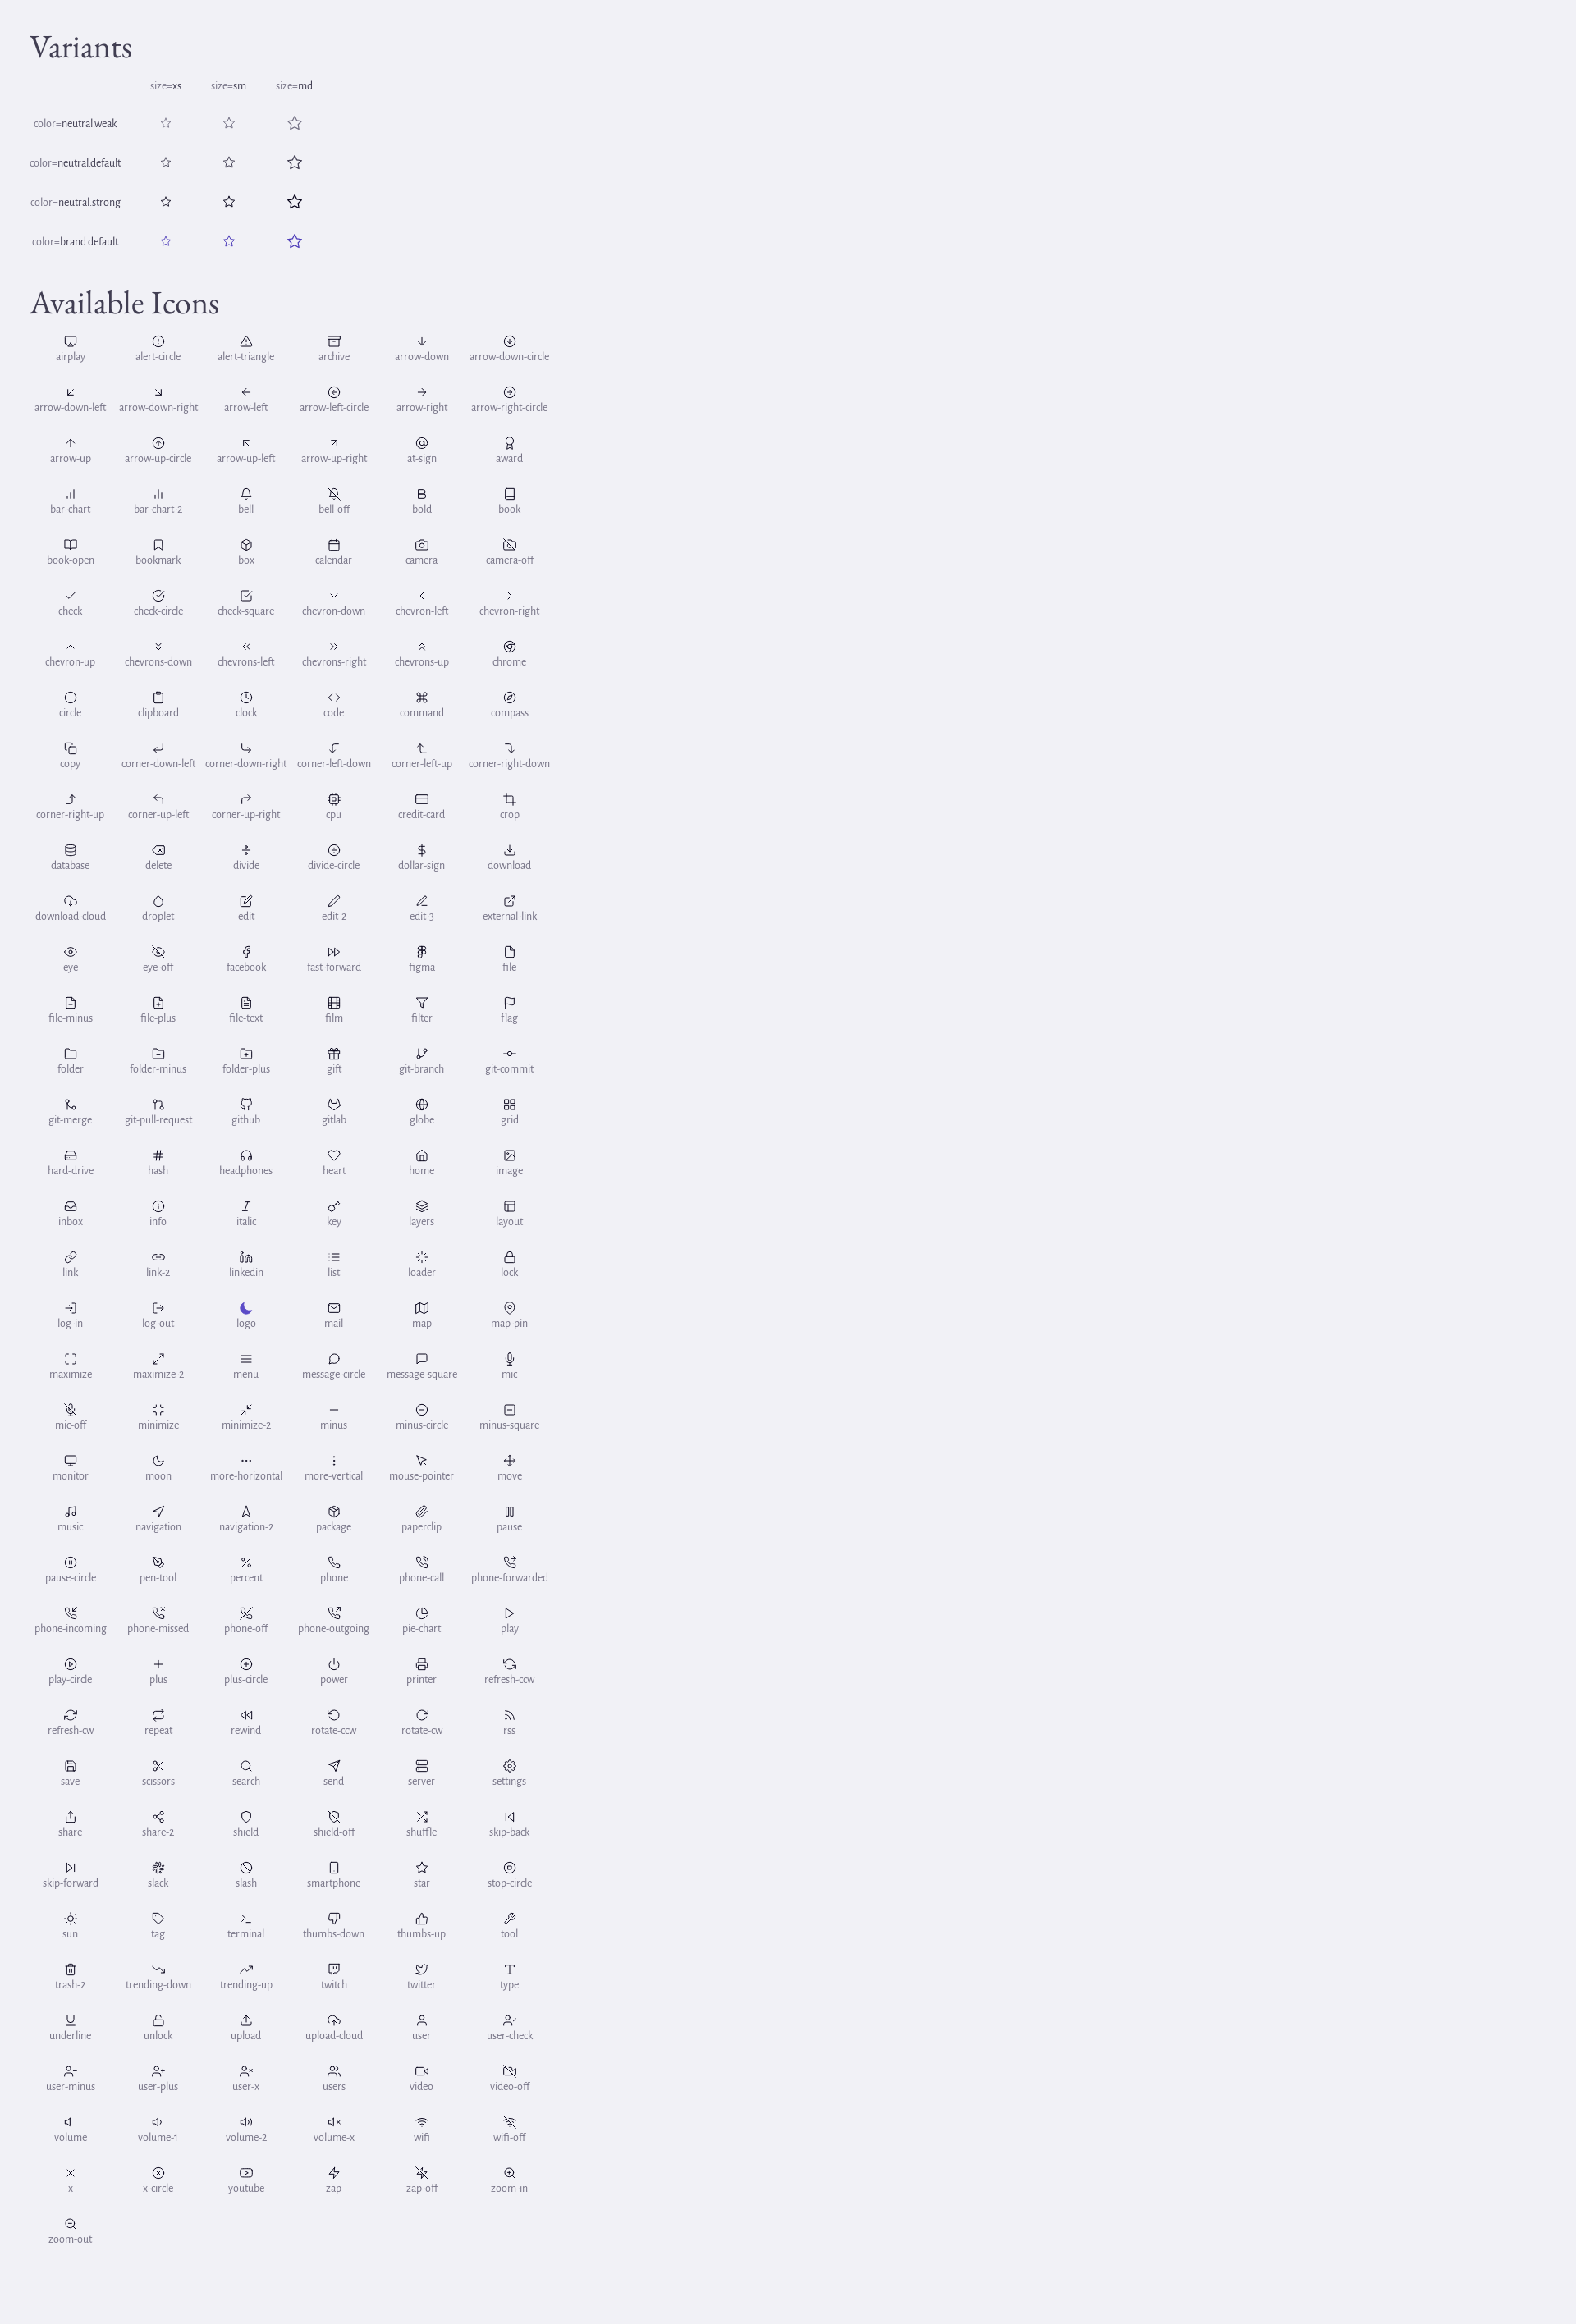 Variants
size=xs size=sm size=md
color=neutral.weak
color=neutral.default
color=neutral.strong
color=brand.default
Available Icons
airplay alert-circle alert-triangle archive arrow-down arrow-down-circle
arrow-down-left arrow-down-right arrow-left arrow-left-circle arrow-right arrow-right-circle
arrow-up arrow-up-circle arrow-up-left arrow-up-right at-sign award
bar-chart bar-chart-2 bell bell-off bold book
book-open bookmark box calendar camera camera-off
check check-circle check-square chevron-down chevron-left chevron-right
chevron-up chevrons-down chevrons-left chevrons-right chevrons-up chrome
circle clipboard clock code command compass
copy corner-down-left corner-down-right corner-left-down corner-left-up corner-right-down
corner-right-up corner-up-left corner-up-right cpu credit-card crop
database delete divide divide-circle dollar-sign download
download-cloud droplet edit edit-2 edit-3 external-link
eye eye-off facebook fast-forward figma file
file-minus file-plus file-text film filter flag
folder folder-minus folder-plus gift git-branch git-commit
git-merge git-pull-request github gitlab globe grid
hard-drive hash headphones heart home image
inbox info italic key layers layout
link link-2 linkedin list loader lock
log-in log-out logo mail map map-pin
maximize maximize-2 menu message-circle message-square mic
mic-off minimize minimize-2 minus minus-circle minus-square
monitor moon more-horizontal more-vertical mouse-pointer move
music navigation navigation-2 package paperclip pause
pause-circle pen-tool percent phone phone-call phone-forwarded
phone-incoming phone-missed phone-off phone-outgoing pie-chart play
play-circle plus plus-circle power printer refresh-ccw
refresh-cw repeat rewind rotate-ccw rotate-cw rss
save scissors search send server settings
share share-2 shield shield-off shuffle skip-back
skip-forward slack slash smartphone star stop-circle
sun tag terminal thumbs-down thumbs-up tool
trash-2 trending-down trending-up twitch twitter type
underline unlock upload upload-cloud user user-check
user-minus user-plus user-x users video video-off
volume volume-1 volume-2 volume-x wifi wifi-off
x x-circle youtube zap zap-off zoom-in
zoom-out